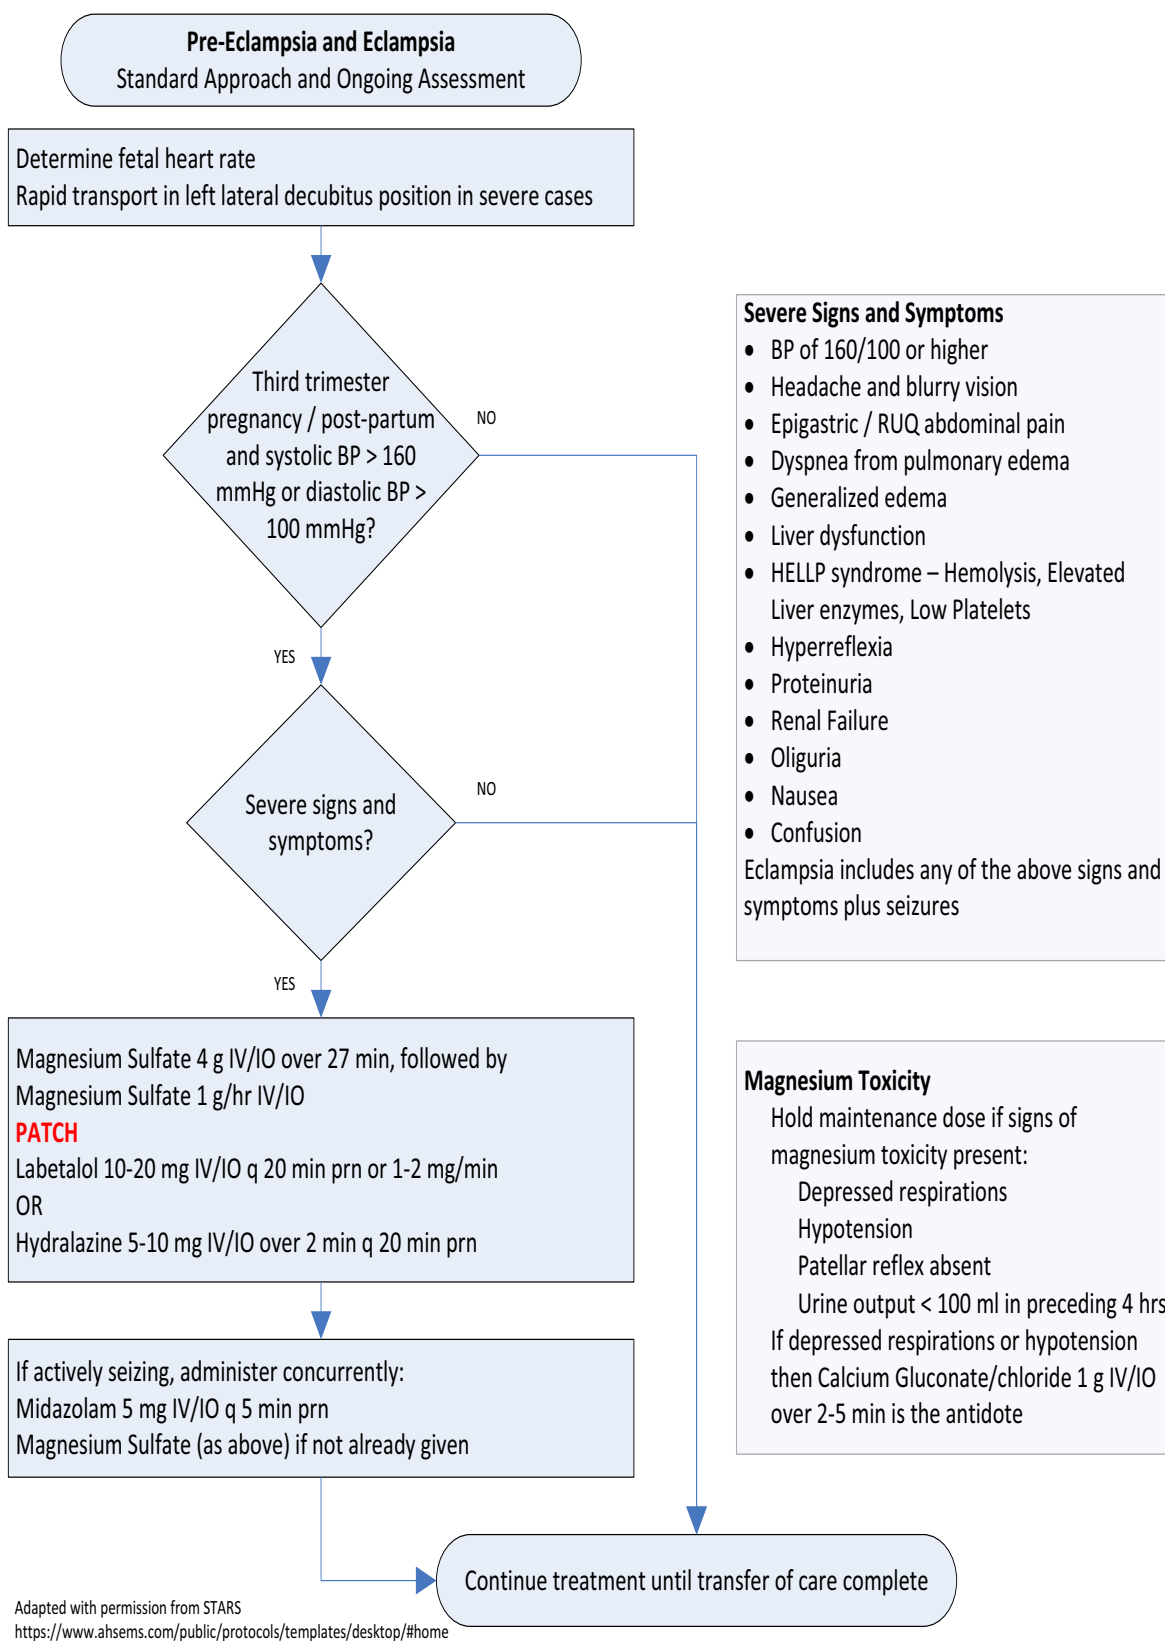 Pre-Eclampsia and Eclampsia
Standard Approach and Ongoing Assessment
Determine fetal heart rate
Rapid transport in left lateral decubitus position in severe cases
Third trimester
pregnancy / post-partum
and systolic BP > 160
mmHg or diastolic BP >
100 mmHg?
NO
YES
Severe signs and
symptoms?
NO
YES
Magnesium Sulfate 4 g IV/IO over 27 min, followed by
Magnesium Sulfate 1 g/hr IV/IO
PATCH
Labetalol 10-20 mg IV/IO q 20 min prn or 1-2 mg/min
OR
Hydralazine 5-10 mg IV/IO over 2 min q 20 min prn
If actively seizing, administer concurrently:
Midazolam 5 mg IV/IO q 5 min prn
Magnesium Sulfate (as above) if not already given
Continue treatment until transfer of care complete
Severe Signs and Symptoms
• BP of 160/100 or higher
• Headache and blurry vision
• Epigastric / RUQ abdominal pain
• Dyspnea from pulmonary edema
• Generalized edema
• Liver dysfunction
• HELLP syndrome – Hemolysis, Elevated
Liver enzymes, Low Platelets
• Hyperreflexia
• Proteinuria
• Renal Failure
• Oliguria
• Nausea
• Confusion
Eclampsia includes any of the above signs and
symptoms plus seizures
Magnesium Toxicity
Hold maintenance dose if signs of
magnesium toxicity present:
Depressed respirations
Hypotension
Patellar reflex absent
Urine output < 100 ml in preceding 4 hrs
If depressed respirations or hypotension
then Calcium Gluconate/chloride 1 g IV/IO
over 2-5 min is the antidote
Adapted with permission from STARS
https://www.ahsems.com/public/protocols/templates/desktop/#home